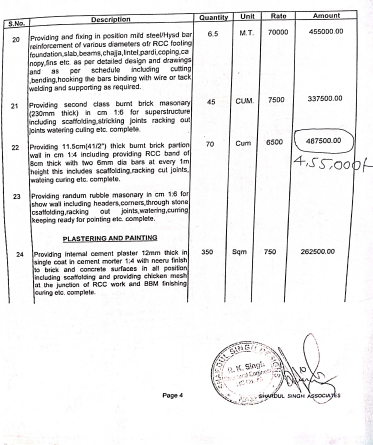 S.No. Description Quantity Unit Rate Amount
20 Providing and fixing in position mild steel/Hysd bar 6.5 M.T. 70000 455000.00
reinforcement of various diameters ofr RCC footing
foundation,slab,beams,chajja,lintel,pardi,coping,ca
nopy,fins etc. as per detailed design and drawings
and as per schedule including cutting
,bending,hooking the bars binding with wire or tack
welding and supporting as required.
21 Providing second class burnt brick masonry 45 CUM. 7500 337500.00
(230mm thick) in cm 1:6 for superstructure
including scaffolding,stricking joints racking out
joints watering culing etc. complete.
22 Providing 11.5cm(41/2") thick burnt brick partion 70 Cum 6500 487500.00
wall in cm 1:4 including providing RCC band of 4,55,000/-
8cm thick with two 6mm dia bars at every 1m
height this includes scaffolding,racking cut joints,
wateing curing etc. complete.
23 Providing randum rubble masonary in cm 1:6 for
show wall including headers,corners,through stone
csaffolding,racking out joints,watering,curring
keeping ready for pointing etc. complete.
PLASTERING AND PAINTING
24 Providing internal cement plaster 12mm thick in 350 Sqm 750 262500.00
single coat in cement morter 1:4 with neeru finish
to brick and concrete surfaces in all position
including scaffolding and providing chicken mesh
at the junction of RCC work and BBM finishing
curing etc. complete.
R. K. Singh
Page 4 SHARDUL SINGH ASSOCIATES